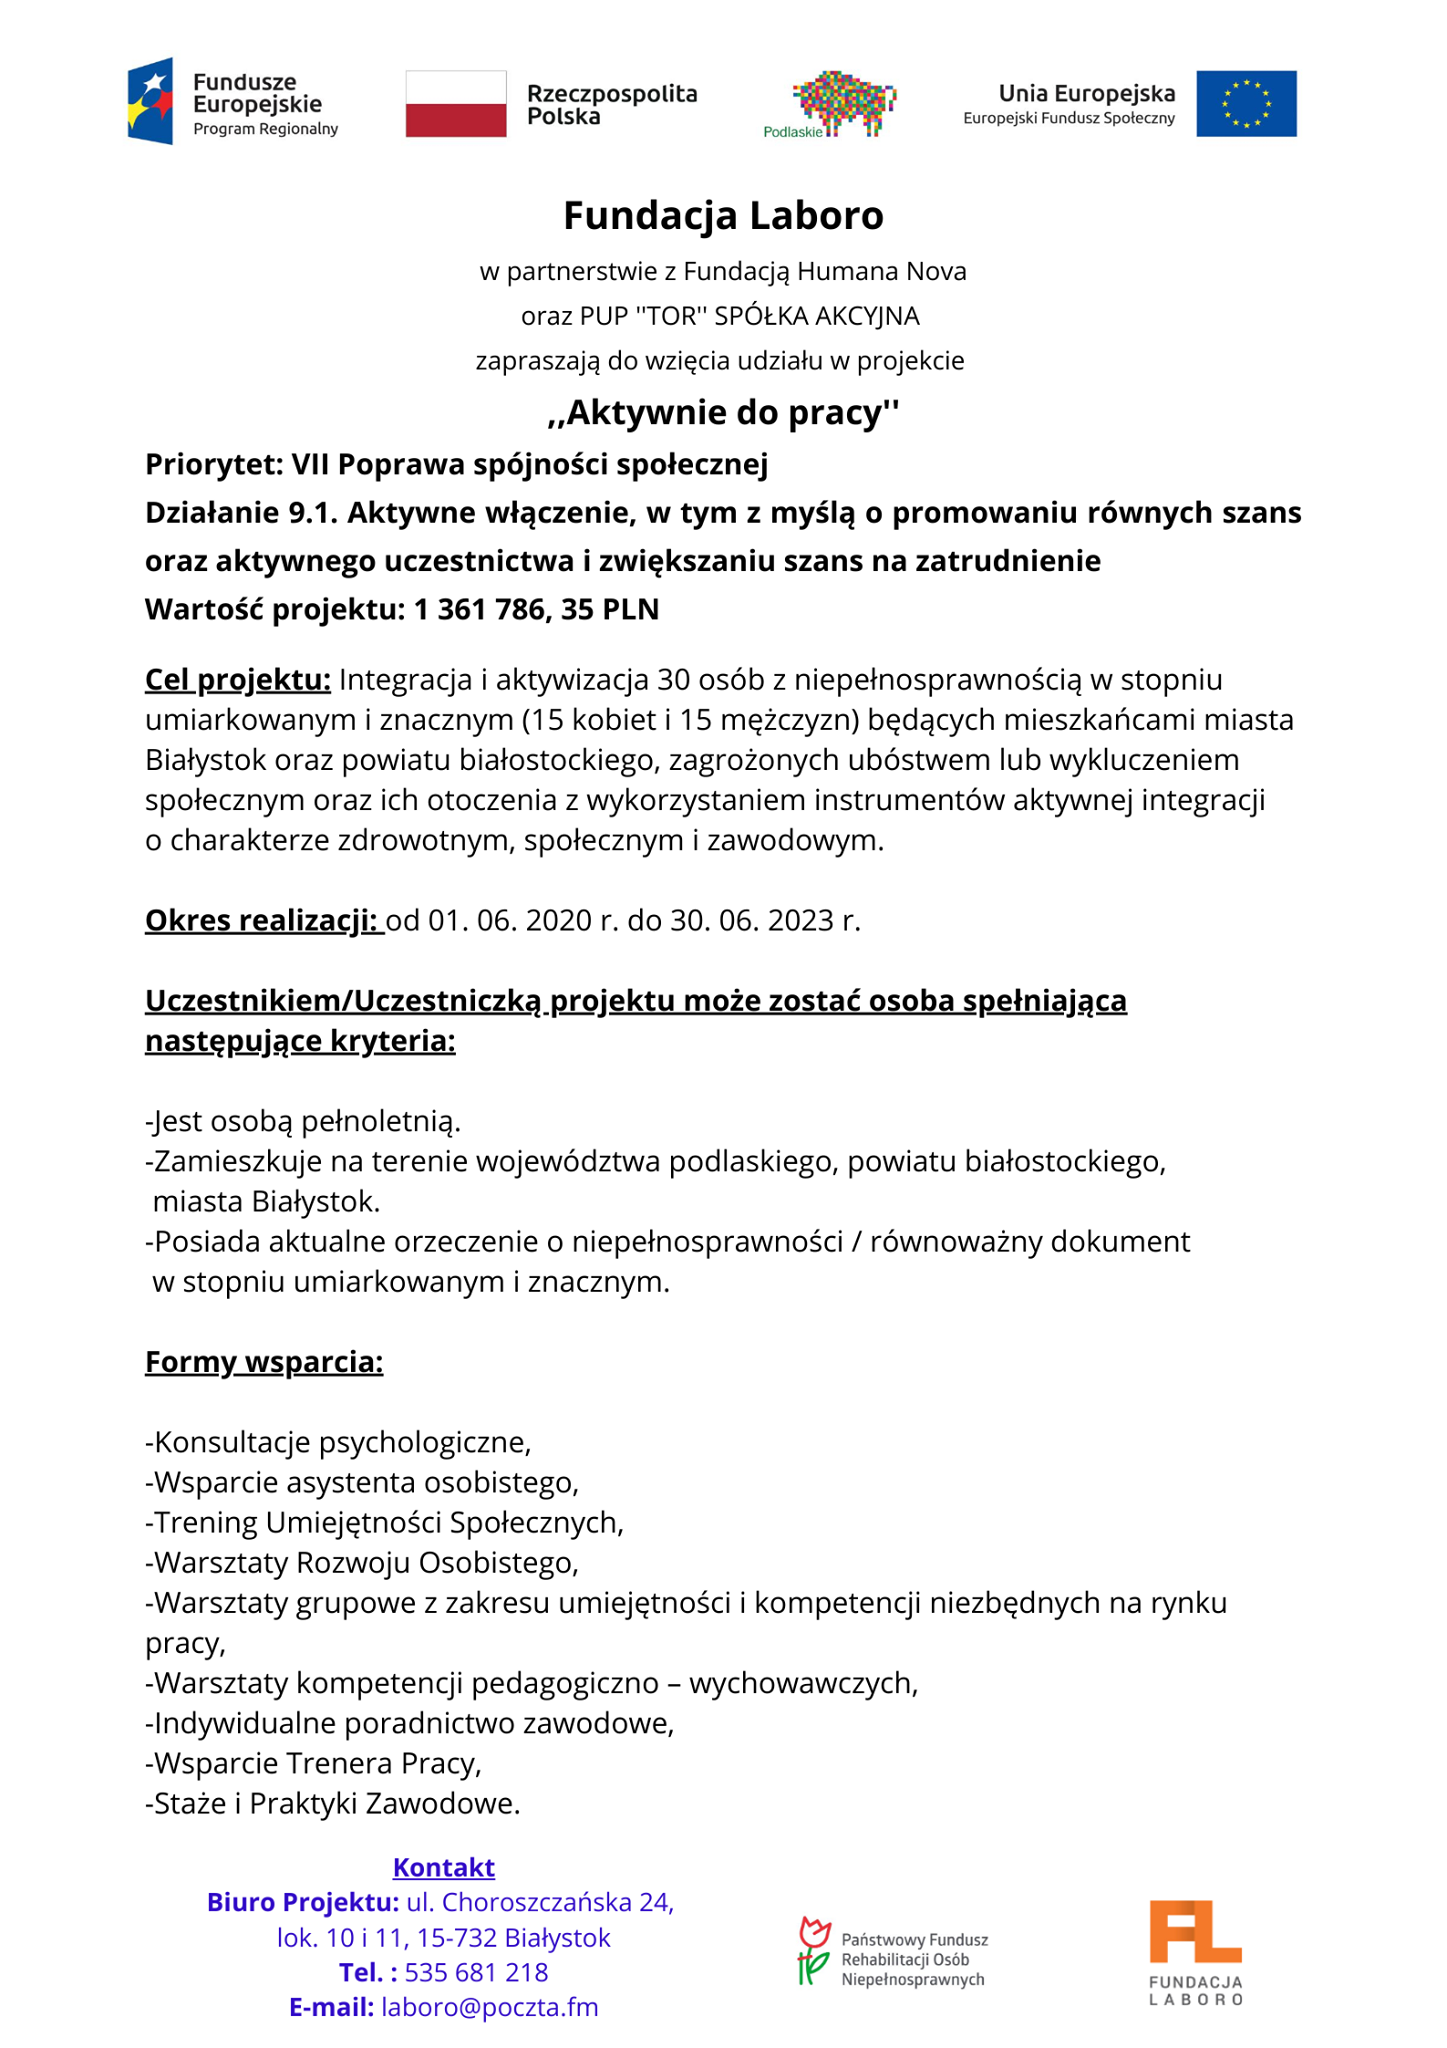 Fundusze
Europejskie
Program Regionalny
Rzeczpospolita
Polska
Podlaskie
Unia Europejska
Europejski Fundusz Społeczny
Fundacja Laboro
w partnerstwie z Fundacją Humana Nova
oraz PUP ''TOR'' SPÓŁKA AKCYJNA
zapraszają do wzięcia udziału w projekcie
,,Aktywnie do pracy''
Priorytet: VII Poprawa spójności społecznej
Działanie 9.1. Aktywne włączenie, w tym z myślą o promowaniu równych szans
oraz aktywnego uczestnictwa i zwiększaniu szans na zatrudnienie
Wartość projektu: 1 361 786, 35 PLN
Cel projektu: Integracja i aktywizacja 30 osób z niepełnosprawnością w stopniu
umiarkowanym i znacznym (15 kobiet i 15 mężczyzn) będących mieszkańcami miasta
Białystok oraz powiatu białostockiego, zagrożonych ubóstwem lub wykluczeniem
społecznym oraz ich otoczenia z wykorzystaniem instrumentów aktywnej integracji
o charakterze zdrowotnym, społecznym i zawodowym.
Okres realizacji: od 01. 06. 2020 r. do 30. 06. 2023 r.
Uczestnikiem/Uczestniczką projektu może zostać osoba spełniająca
następujące kryteria:
-Jest osobą pełnoletnią.
-Zamieszkuje na terenie województwa podlaskiego, powiatu białostockiego,
miasta Białystok.
-Posiada aktualne orzeczenie o niepełnosprawności / równoważny dokument
w stopniu umiarkowanym i znacznym.
Formy wsparcia:
-Konsultacje psychologiczne,
-Wsparcie asystenta osobistego,
-Trening Umiejętności Społecznych,
-Warsztaty Rozwoju Osobistego,
-Warsztaty grupowe z zakresu umiejętności i kompetencji niezbędnych na rynku
pracy,
-Warsztaty kompetencji pedagogiczno – wychowawczych,
-Indywidualne poradnictwo zawodowe,
-Wsparcie Trenera Pracy,
-Staże i Praktyki Zawodowe.
Kontakt
Biuro Projektu: ul. Choroszczańska 24,
lok. 10 i 11, 15-732 Białystok
Tel. : 535 681 218
E-mail: laboro@poczta.fm
Państwowy Fundusz
Rehabilitacji Osób
Niepełnosprawnych
FL
FUNDACJA
LABORO